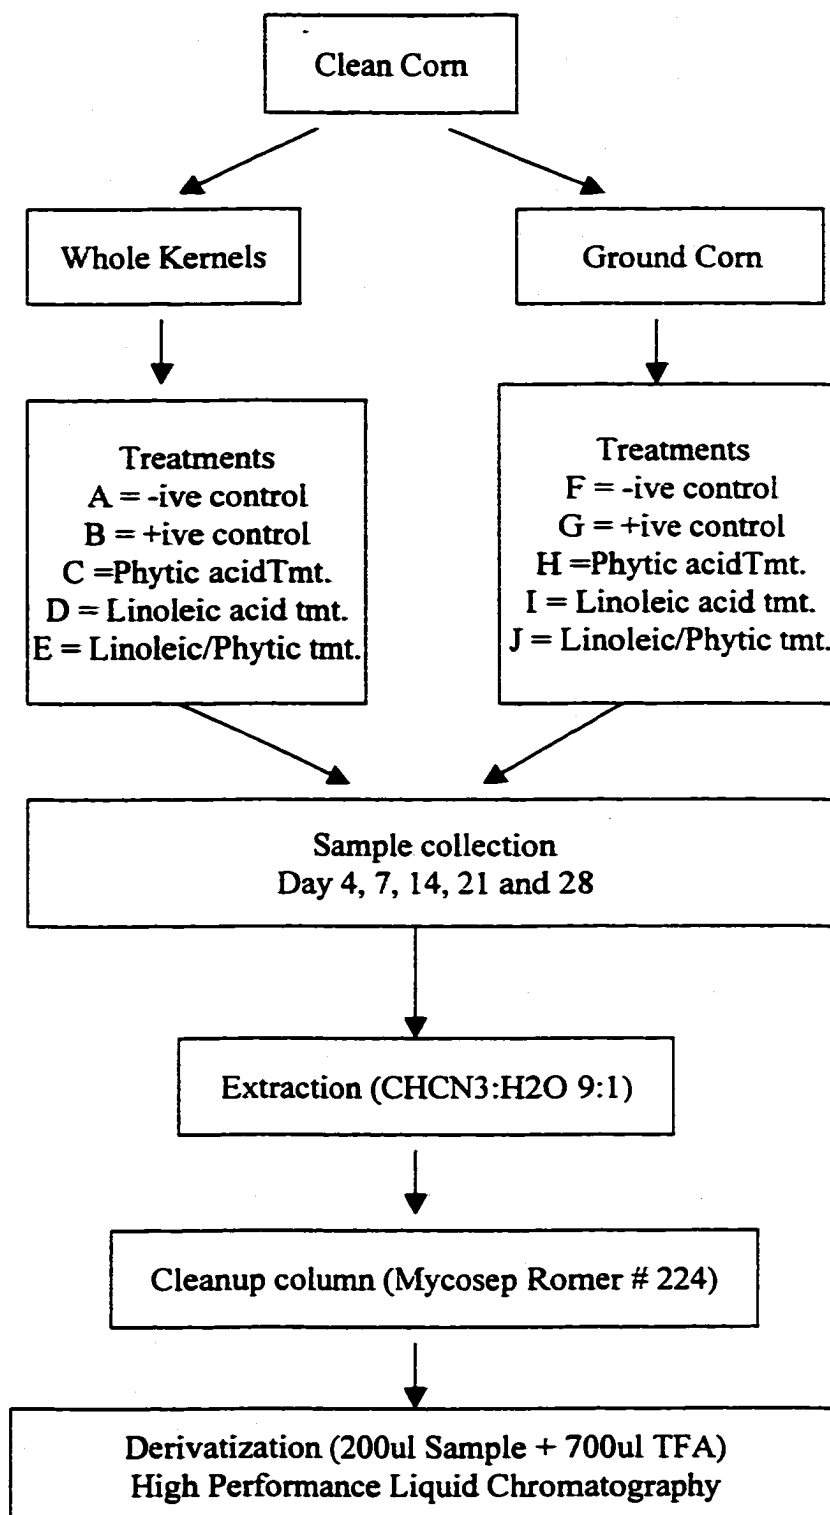 Clean Corn
Whole Kernels
Ground Corn
Treatments
A = -ive control
B = +ive control
C =Phytic acidTmt.
D = Linoleic acid tmt.
E = Linoleic/Phytic tmt.
Treatments
F = -ive control
G = +ive control
H =Phytic acidTmt.
I = Linoleic acid tmt.
J = Linoleic/Phytic tmt.
Sample collection
Day 4, 7, 14, 21 and 28
Extraction (CHCN3:H2O 9:1)
Cleanup column (Mycosep Romer # 224)
Derivatization (200ul Sample + 700ul TFA)
High Performance Liquid Chromatography